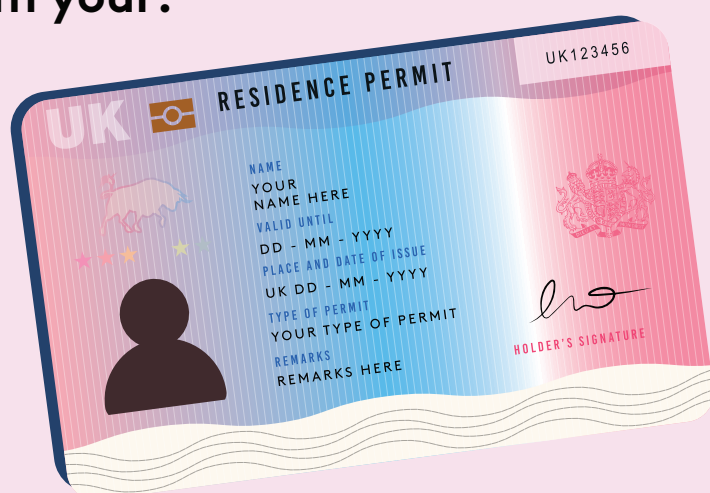 your?
UK
RESIDENCE PERMIT
UK123456
NAME
YOUR
NAME HERE
VALID UNTIL
DD - MM - YYYY
PLACE AND DATE OF ISSUE
UK DD - MM - YYYY
TYPE OF PERMIT
YOUR TYPE OF PERMIT
REMARKS
REMARKS HERE
HOLDER'S SIGNATURE